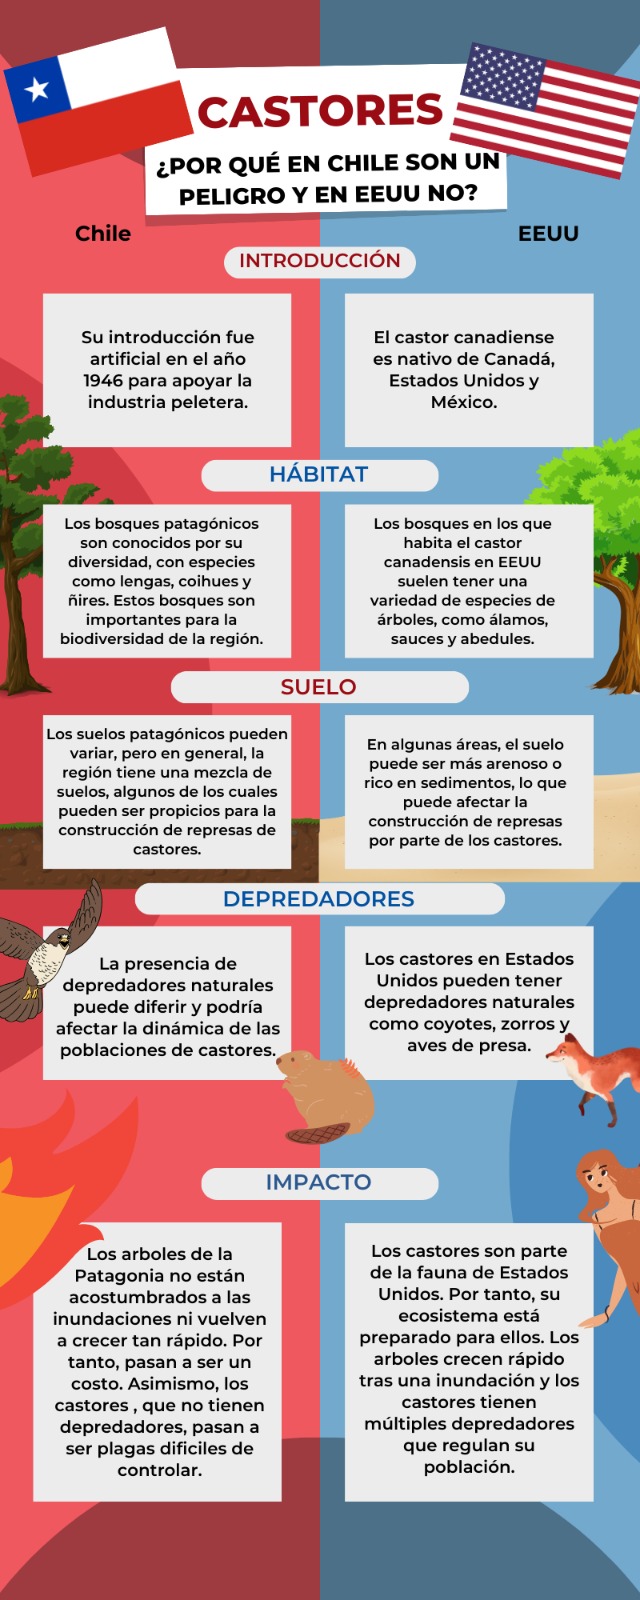 CASTORES
¿POR QUÉ EN CHILE SON UN
PELIGRO Y EN EEUU NO?
Chile
EEUU
INTRODUCCIÓN
Su introducción fue
artificial en el año
1946 para apoyar la
industria peletera.
El castor canadiense
es nativo de Canadá,
Estados Unidos y
México.
HÁBITAT
Los bosques patagónicos
son conocidos por su
diversidad, con especies
como lengas, coihues y
ñires. Estos bosques son
importantes para la
biodiversidad de la región.
Los bosques en los que
habita el castor
canadensis en EEUU
suelen tener una
variedad de especies de
árboles, como álamos,
sauces y abedules.
SUELO
Los suelos patagónicos pueden
variar, pero en general, la
región tiene una mezcla de
suelos, algunos de los cuales
pueden ser propicios para la
construcción de represas de
castores.
En algunas áreas, el suelo
puede ser más arenoso o
rico en sedimentos, lo que
puede afectar la
construcción de represas
por parte de los castores.
DEPREDADORES
La presencia de
depredadores naturales
puede diferir y podría
afectar la dinámica de las
poblaciones de castores.
Los castores en Estados
Unidos pueden tener
depredadores naturales
como coyotes, zorros y
aves de presa.
IMPACTO
Los arboles de la
Patagonia no están
acostumbrados a las
inundaciones ni vuelven
a crecer tan rápido. Por
tanto, pasan a ser un
costo. Asimismo, los
castores , que no tienen
depredadores, pasan a
ser plagas dificiles de
controlar.
Los castores son parte
de la fauna de Estados
Unidos. Por tanto, su
ecosistema está
preparado para ellos. Los
arboles crecen rápido
tras una inundación y los
castores tienen
múltiples depredadores
que regulan su
población.